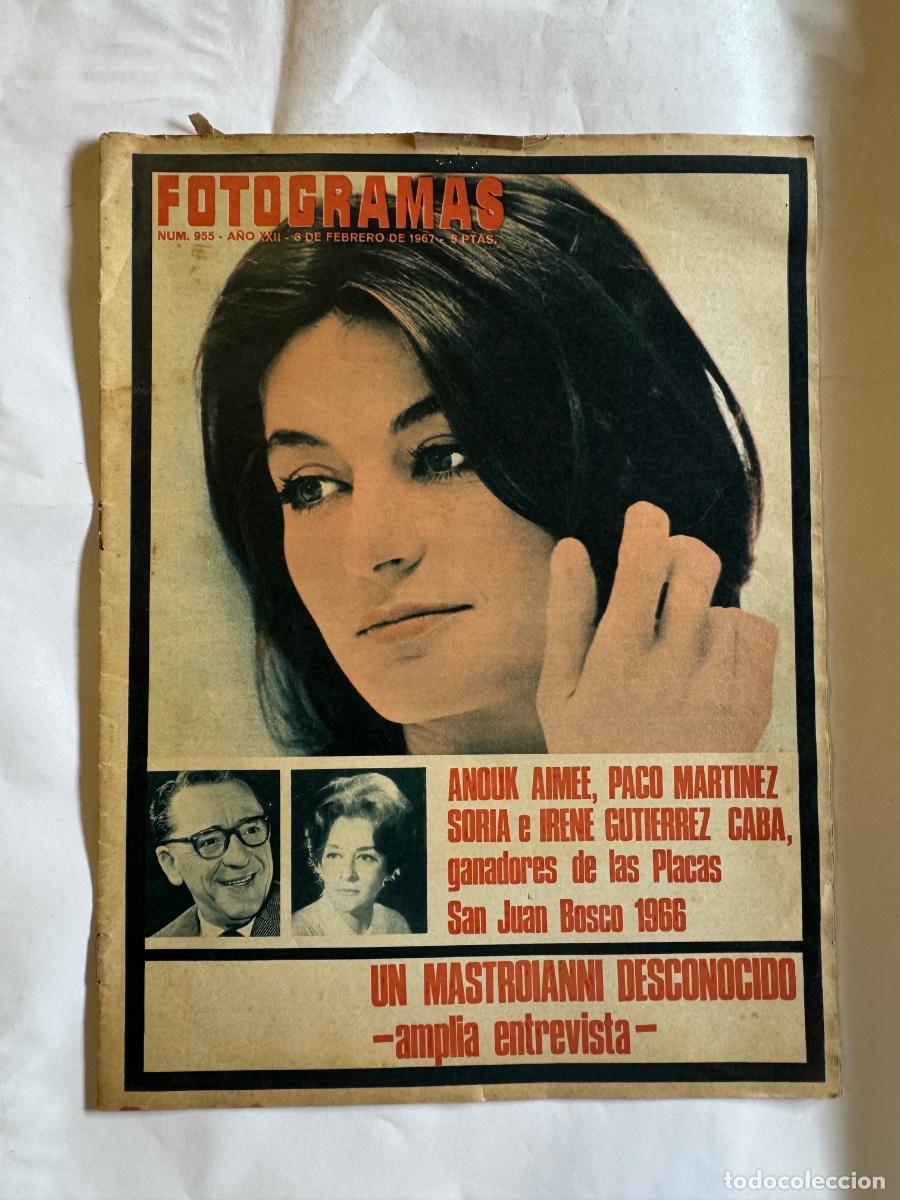 FOTOGRAMAS
NUM. 955 - AÑO XXII - 3 DE FEBRERO DE 1967 - 5 PTAS.
ANOUK AIMEE, PACO MARTINEZ
SORIA e IRENE GUTIERREZ CABA,
ganadores de las Placas
San Juan Bosco 1966
UN MASTROIANNI DESCONOCIDO
-amplia entrevista-
todocoleccion